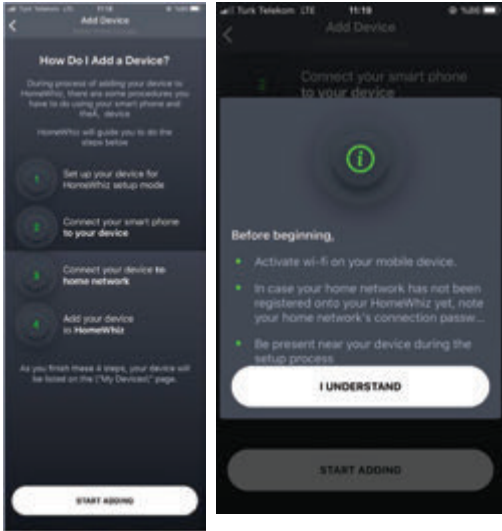 11:18
Add Device
How Do I Add a Device?
During process of adding your device to
HomeWhiz, there are some procedures you
have to do using your smart phone and
device
HomeWhiz will guide you to do the
steps below
1
Set up your device for
HomeWhiz setup mode
2
Connect your smart phone
to your device
3
Connect your device to
home network
4
Add your device
to HomeWhiz
As you finish these 4 steps, your device will
be listed on the ("My Devices)" page.
START ADDING
Turk Telekom LTE 11:19
Add Device
Connect your smart phone
to your device
Before beginning,
Activate wi-fi on your mobile device.
In case your home network has not been
registered onto your HomeWhiz yet, note
your home network's connection passw...
Be present near your device during the
setup process
I UNDERSTAND
START ADDING